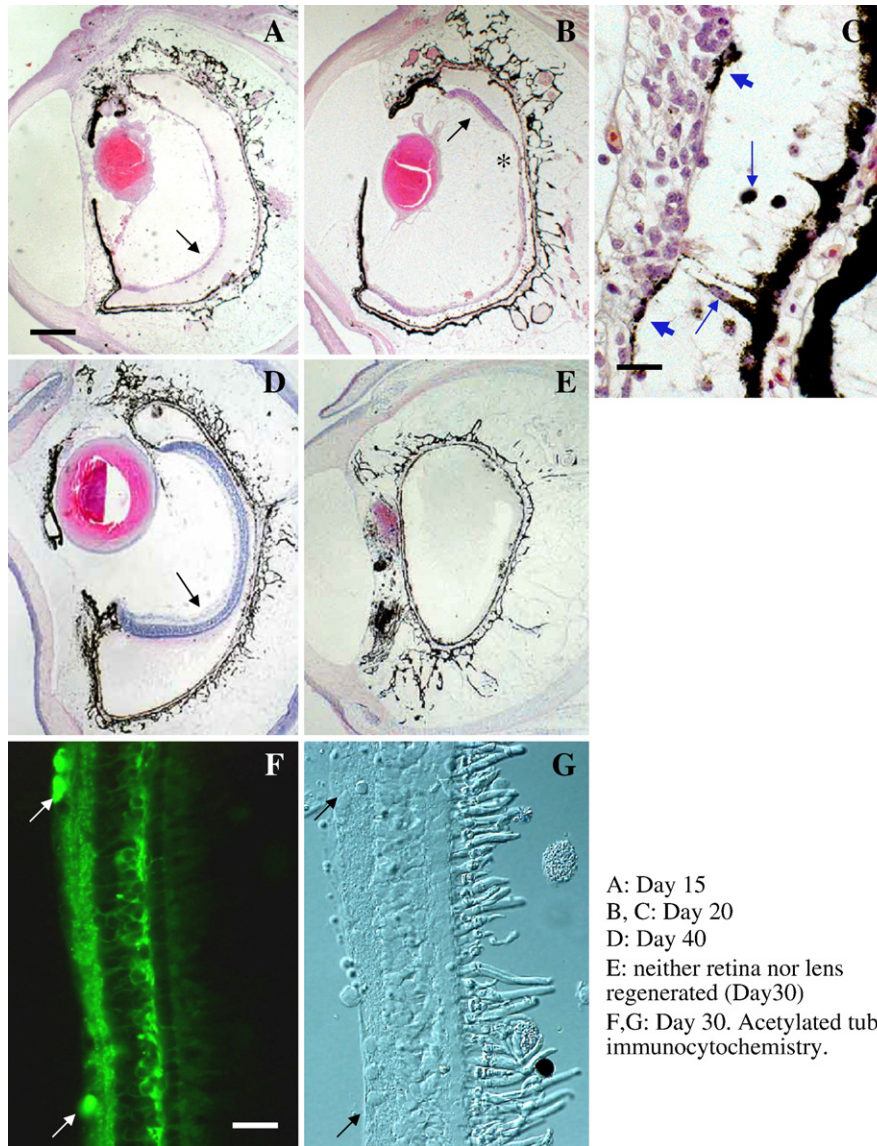 A
B
C
D
E
F
G
*
A: Day 15
B, C: Day 20
D: Day 40
E: neither retina nor lens
regenerated (Day30)
F,G: Day 30. Acetylated tub
immunocytochemistry.